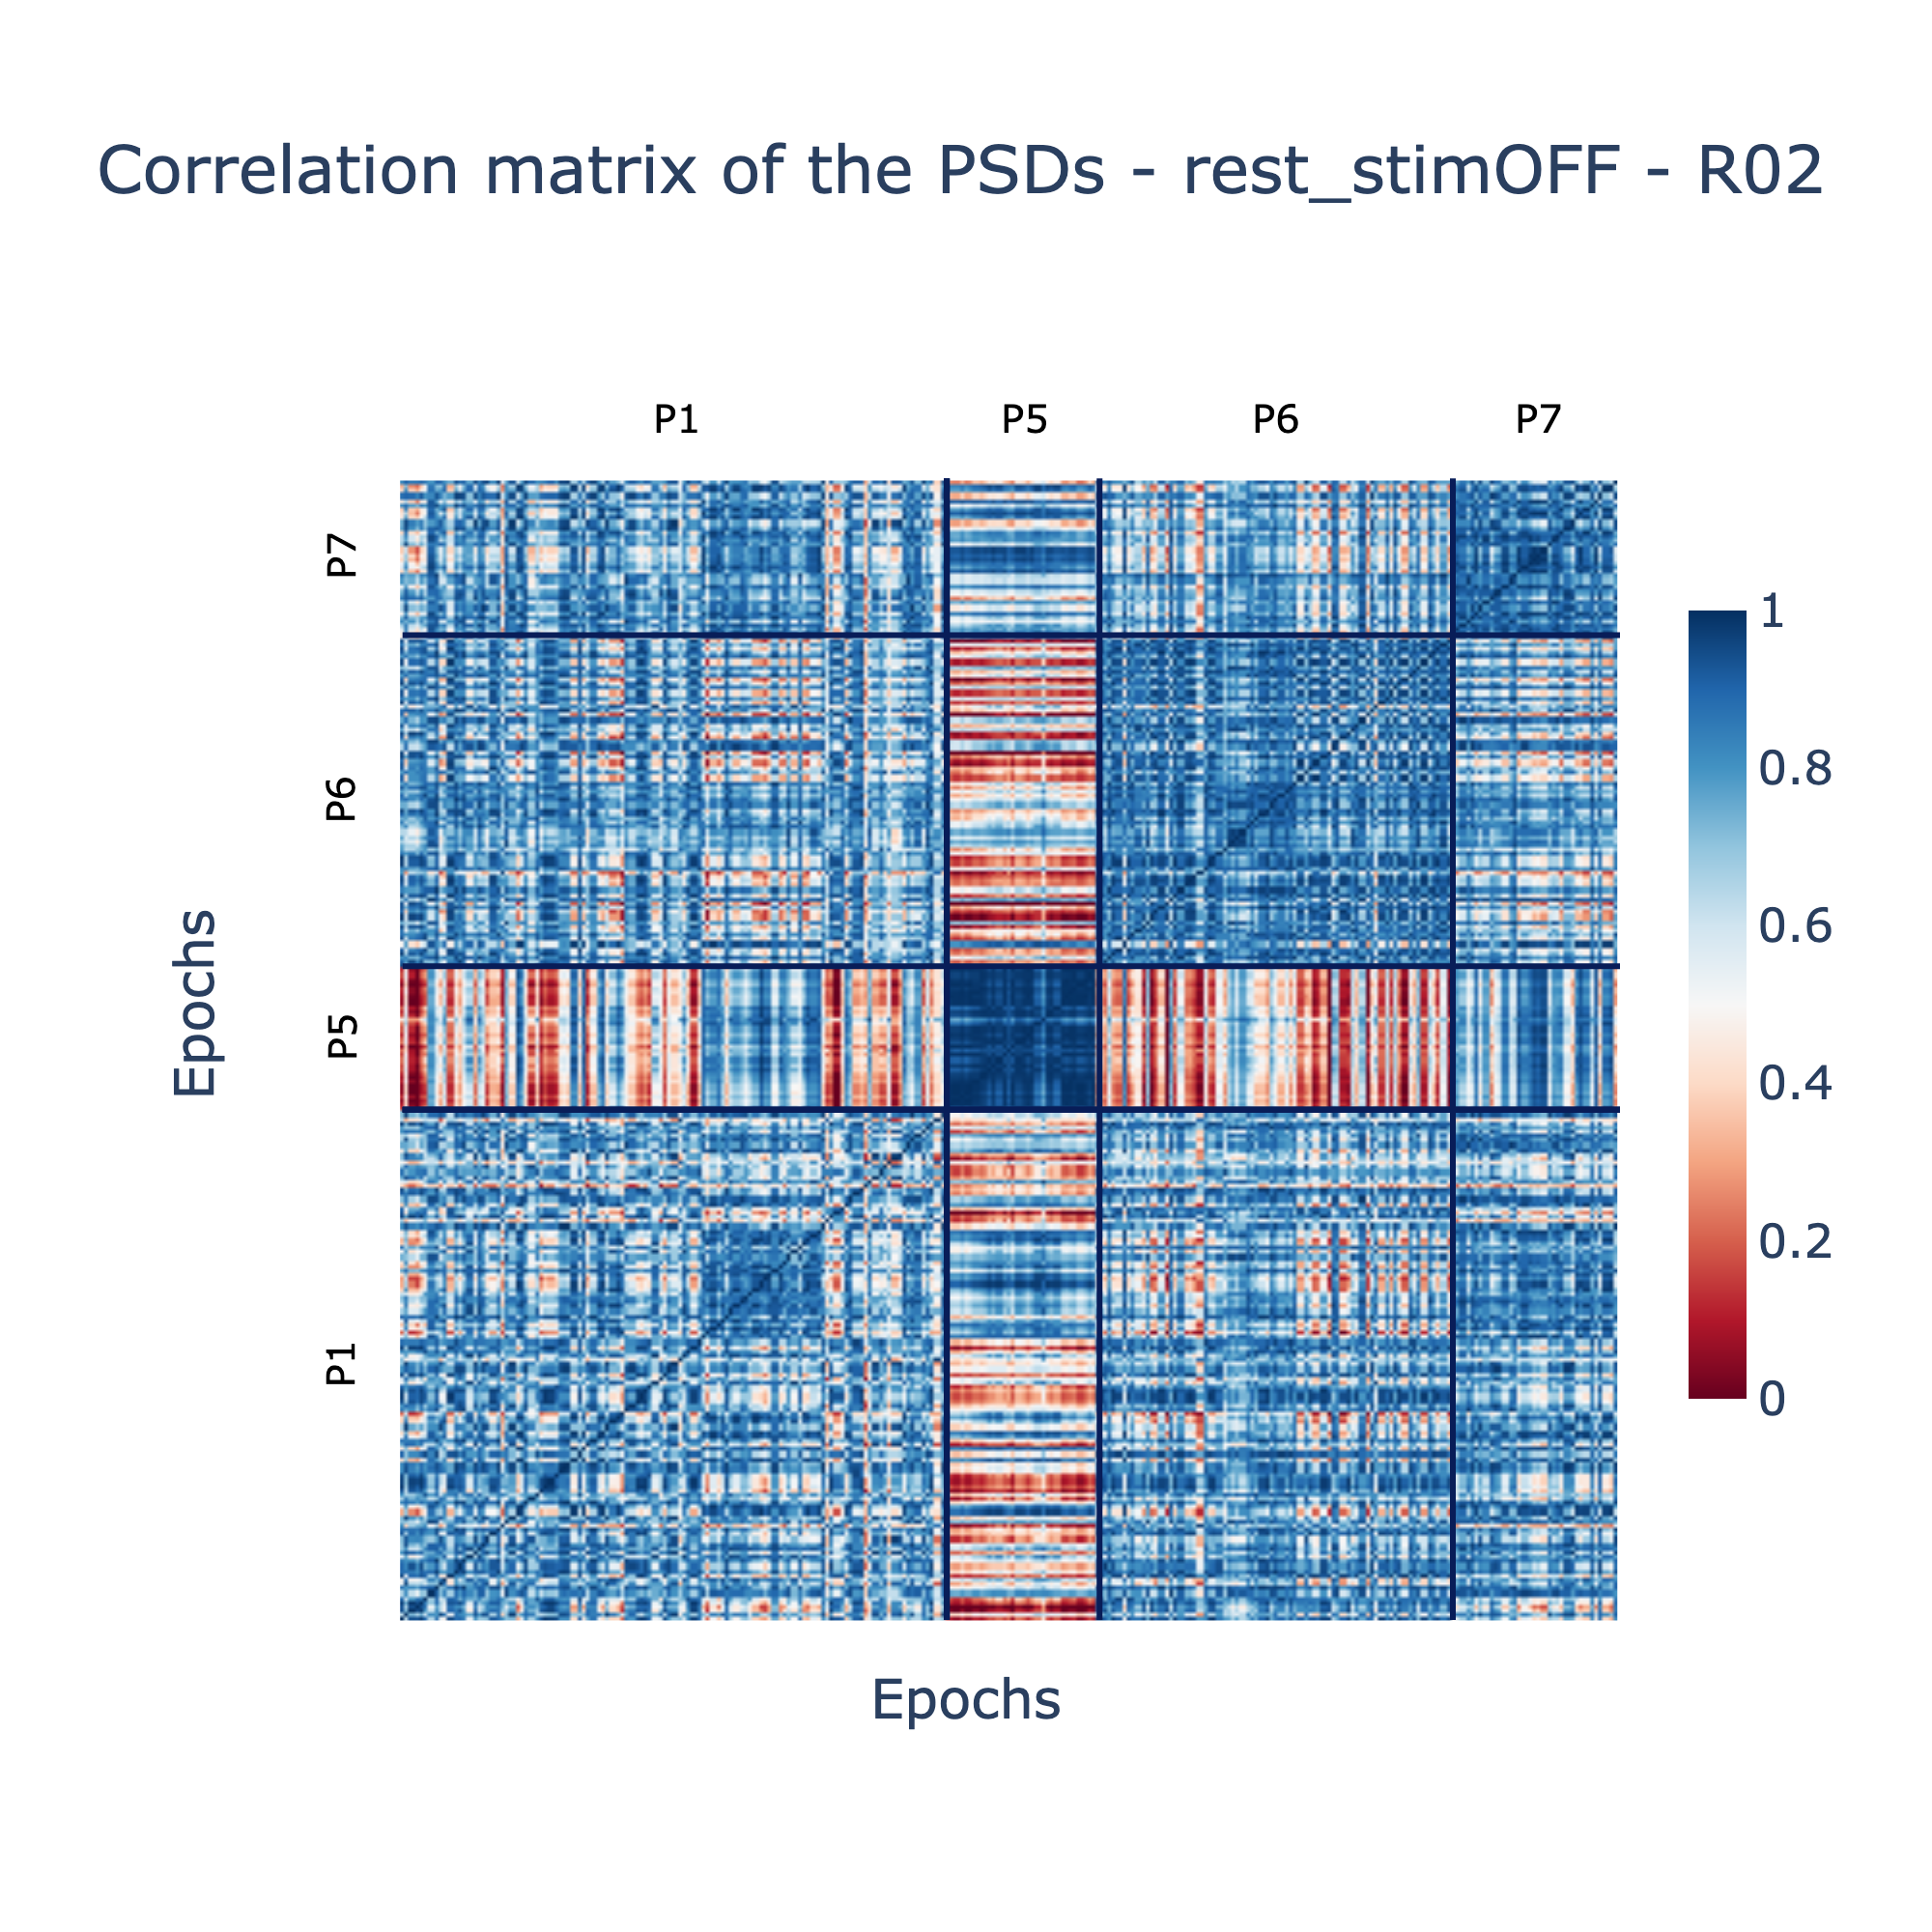 Correlation matrix of the PSDs - rest_stimOFF - R02
P1 P5 P6 P7
P7
P6
P5
P1
Epochs
Epochs
1
0.8
0.6
0.4
0.2
0